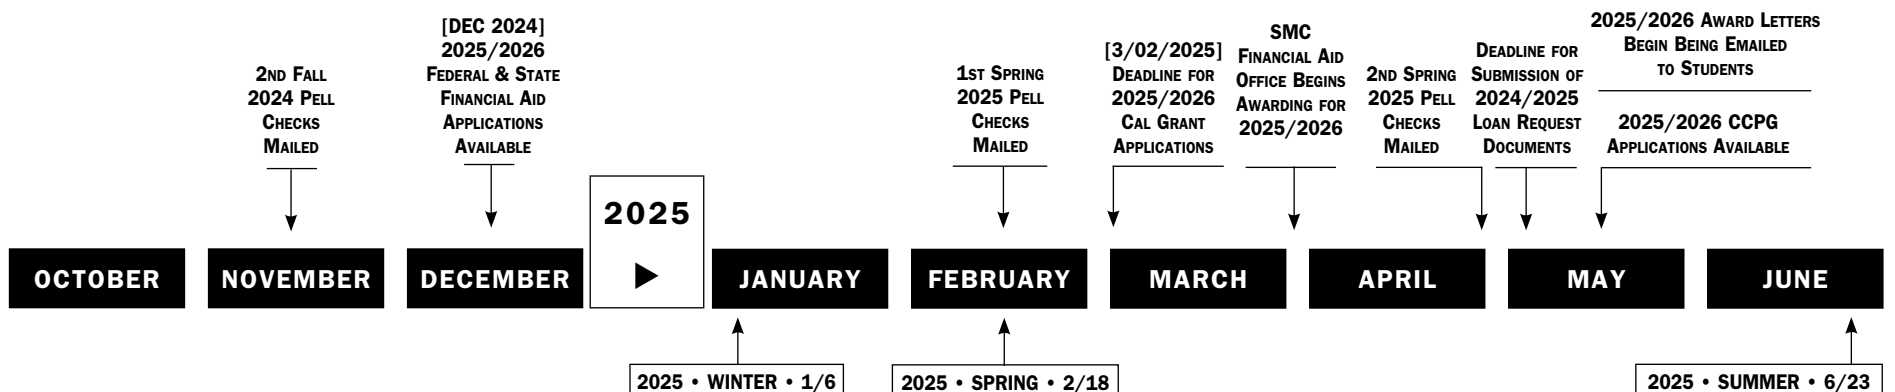 2ND FALL
2024 PELL
CHECKS
MAILED
[DEC 2024]
2025/2026
FEDERAL & STATE
FINANCIAL AID
APPLICATIONS
AVAILABLE
1ST SPRING
2025 PELL
CHECKS
MAILED
[3/02/2025]
DEADLINE FOR
2025/2026
CAL GRANT
APPLICATIONS
SMC
FINANCIAL AID
OFFICE BEGINS
AWARDING FOR
2025/2026
2ND SPRING
2025 PELL
CHECKS
MAILED
DEADLINE FOR
SUBMISSION OF
2024/2025
LOAN REQUEST
DOCUMENTS
2025/2026 AWARD LETTERS
BEGIN BEING EMAILED
TO STUDENTS
2025/2026 CCPG
APPLICATIONS AVAILABLE
OCTOBER
NOVEMBER
DECEMBER
2025
JANUARY
FEBRUARY
MARCH
APRIL
MAY
JUNE
2025 • WINTER • 1/6
2025 • SPRING • 2/18
2025 • SUMMER • 6/23